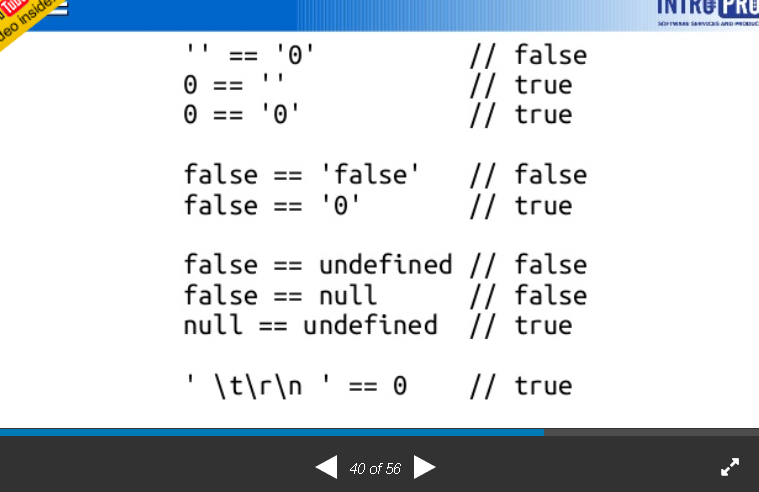 Tube
deo inside!
INTRO PRO
SOFTWARE SERVICES AND PRODUC
'' == '0' // false
0 == '' // true
0 == '0' // true
false == 'false' // false
false == '0' // true
false == undefined // false
false == null // false
null == undefined // true
' \t\r\n ' == 0 // true
40 of 56